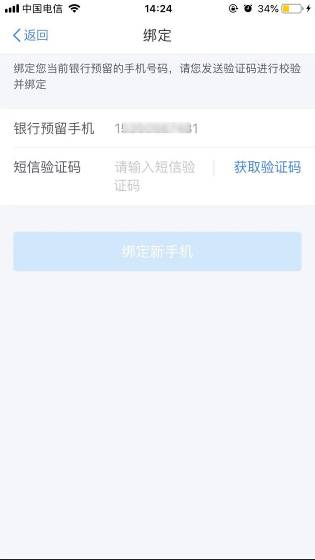 中国电信 14:24 34%
返回 绑定
绑定您当前银行预留的手机号码，请您发送验证码进行校验
并绑定
银行预留手机
短信验证码 请输入短信验
证码 获取验证码
绑定新手机